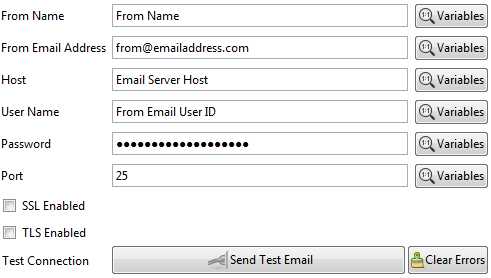 From Name From Name Variables
From Email Address from@emailaddress.com Variables
Host Email Server Host Variables
User Name From Email User ID Variables
Password ●●●●●●●●●●●●●●●●●●● Variables
Port 25 Variables
SSL Enabled
TLS Enabled
Test Connection Send Test Email Clear Errors